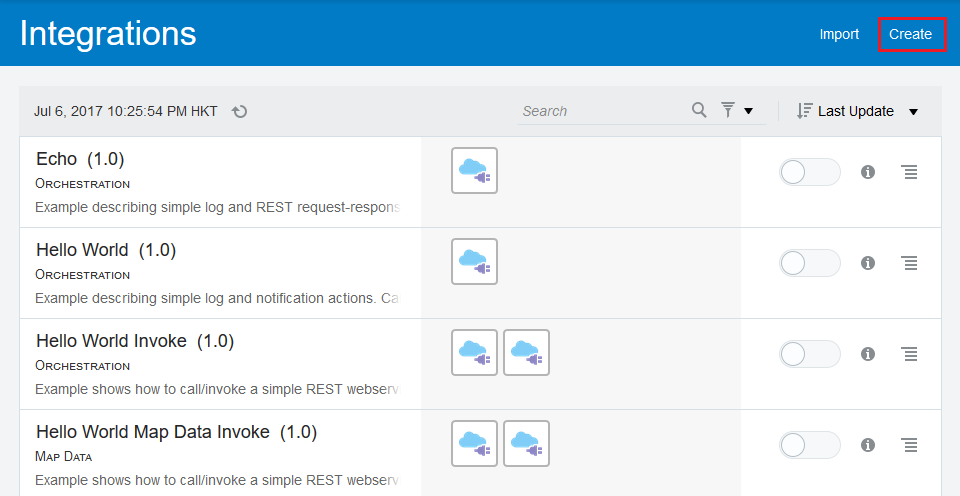 Integrations
Import
Create
Jul 6, 2017 10:25:54 PM HKT
Search
Last Update
Echo (1.0)
ORCHESTRATION
Example describing simple log and REST request-respons
Hello World (1.0)
ORCHESTRATION
Example describing simple log and notification actions. Ca
Hello World Invoke (1.0)
ORCHESTRATION
Example shows how to call/invoke a simple REST webserv
Hello World Map Data Invoke (1.0)
MAP DATA
Example shows how to call/invoke a simple REST webserv